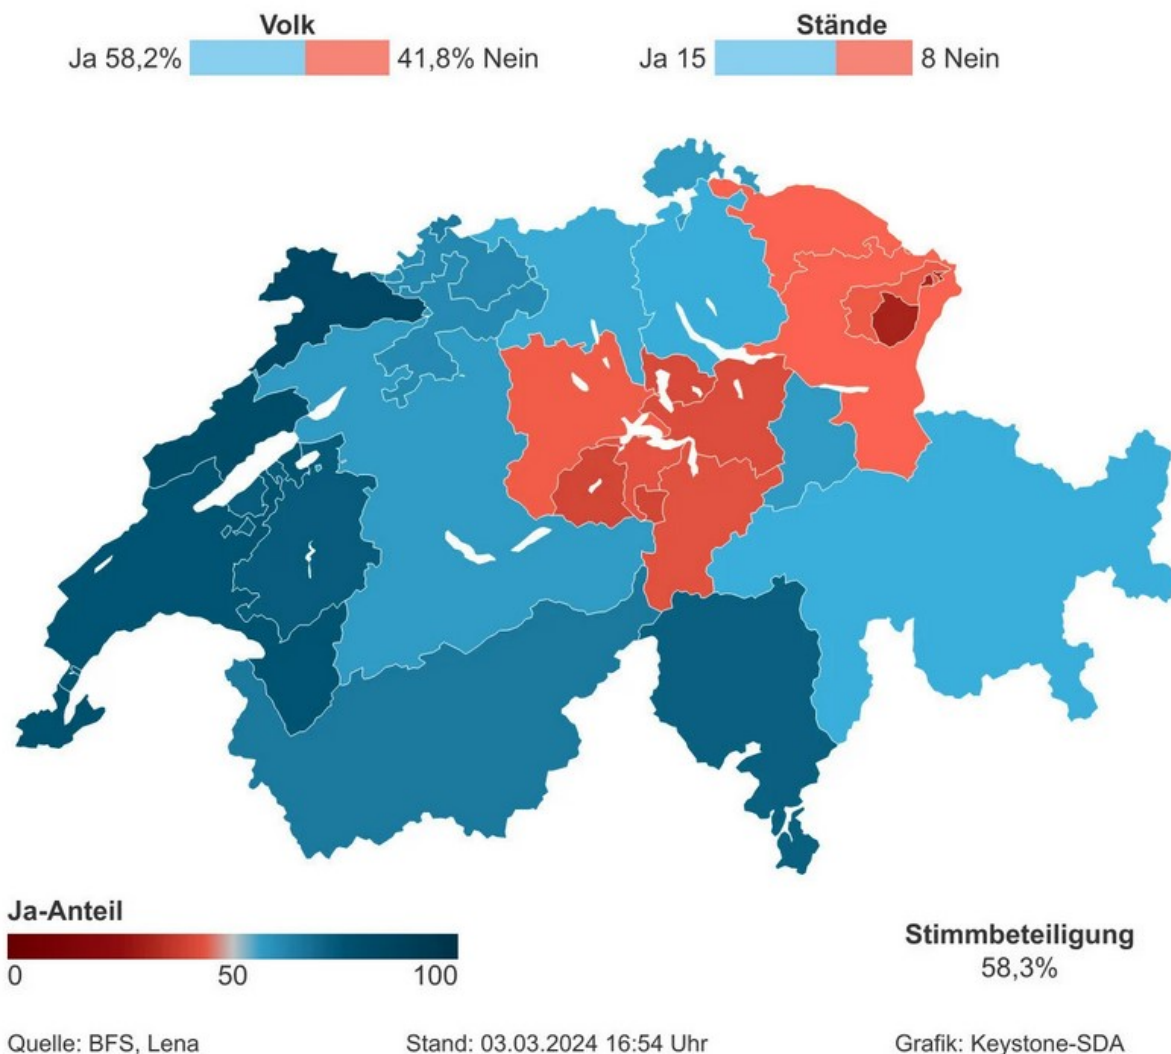 Volk
Ja 58,2% 41,8% Nein
Stände
Ja 15 8 Nein
Ja-Anteil
0 50 100
Stimmbeteiligung
58,3%
Quelle: BFS, Lena Stand: 03.03.2024 16:54 Uhr Grafik: Keystone-SDA